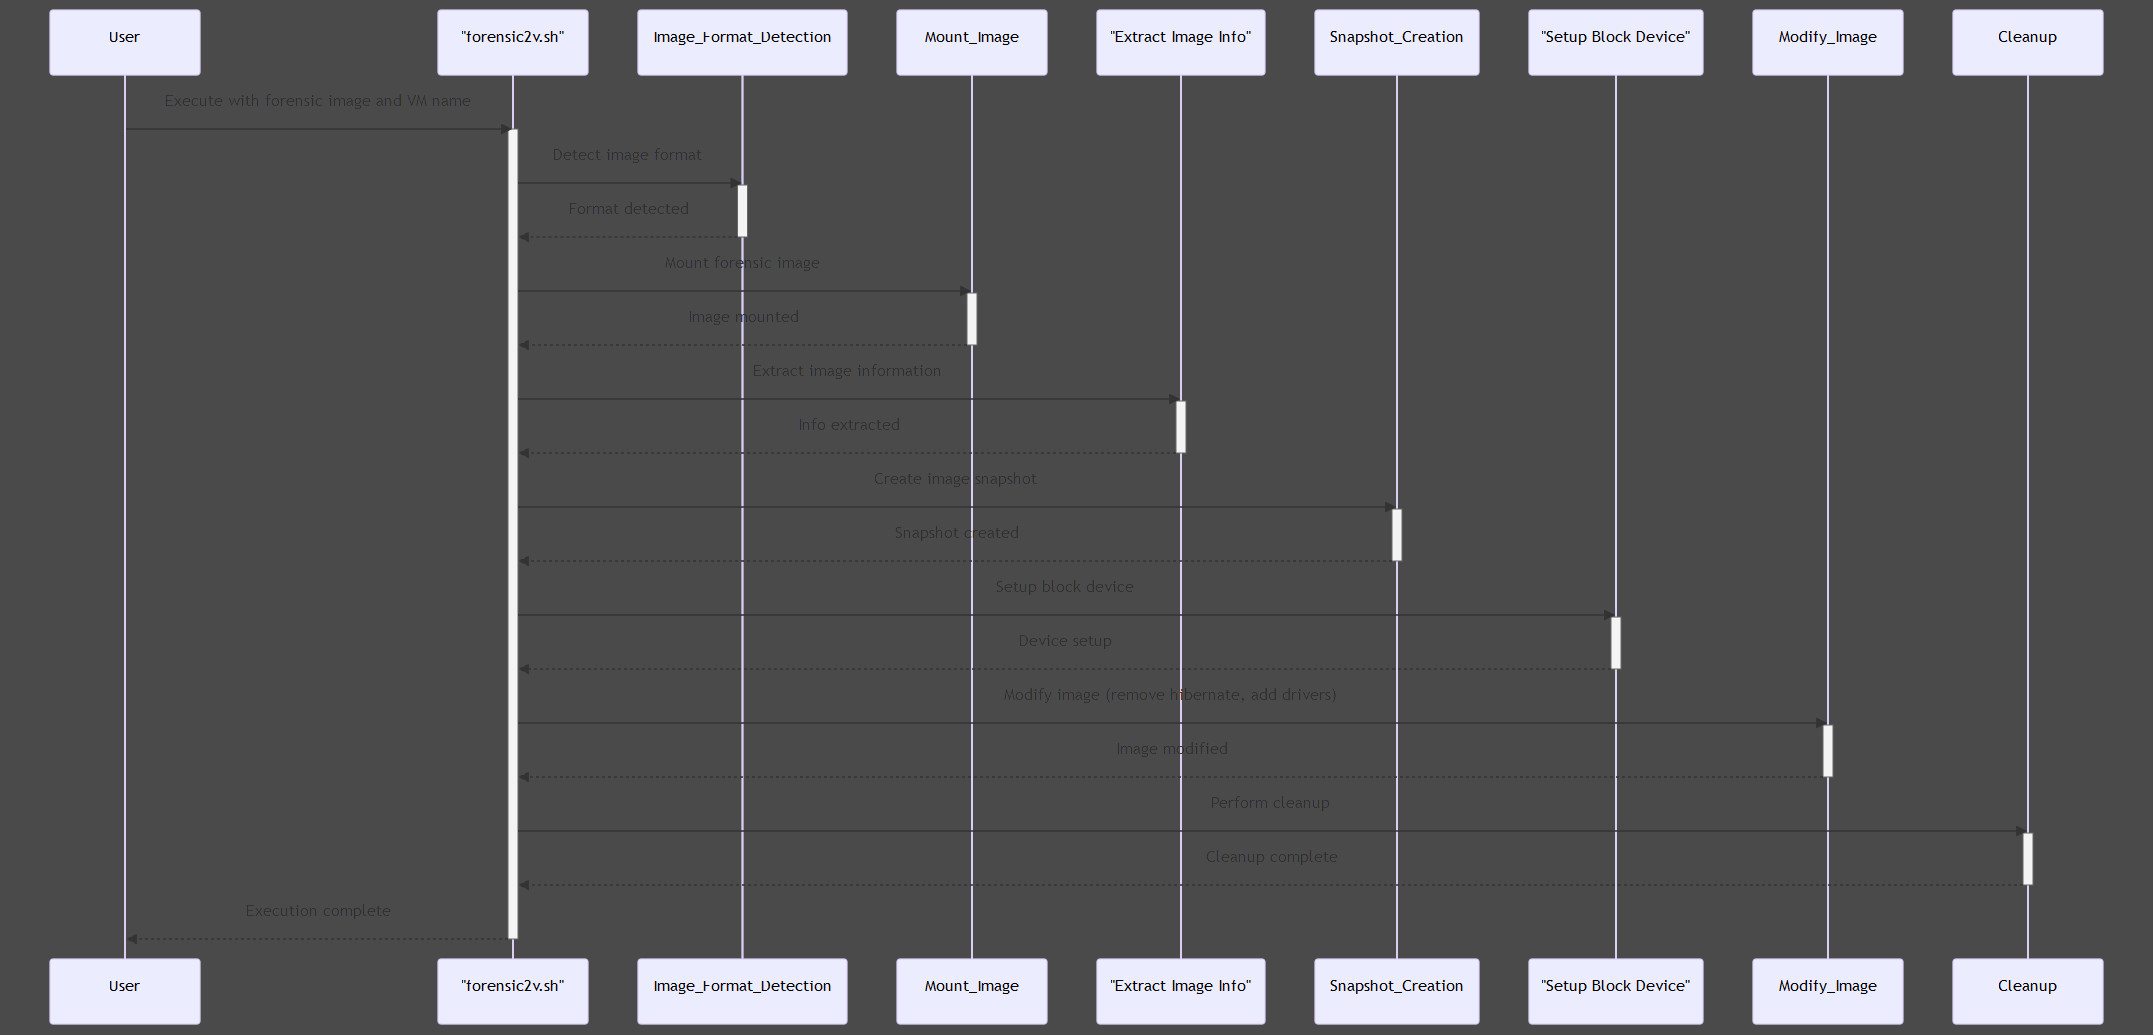 User
"forensic2v.sh"
Image_Format_Detection
Mount_Image
"Extract Image Info"
Snapshot_Creation
"Setup Block Device"
Modify_Image
Cleanup
Execute with forensic image and VM name
Detect image format
Format detected
Mount forensic image
Image mounted
Extract image information
Info extracted
Create image snapshot
Snapshot created
Setup block device
Device setup
Modify image (remove hibernate, add drivers)
Image modified
Perform cleanup
Cleanup complete
Execution complete
User
"forensic2v.sh"
Image_Format_Detection
Mount_Image
"Extract Image Info"
Snapshot_Creation
"Setup Block Device"
Modify_Image
Cleanup